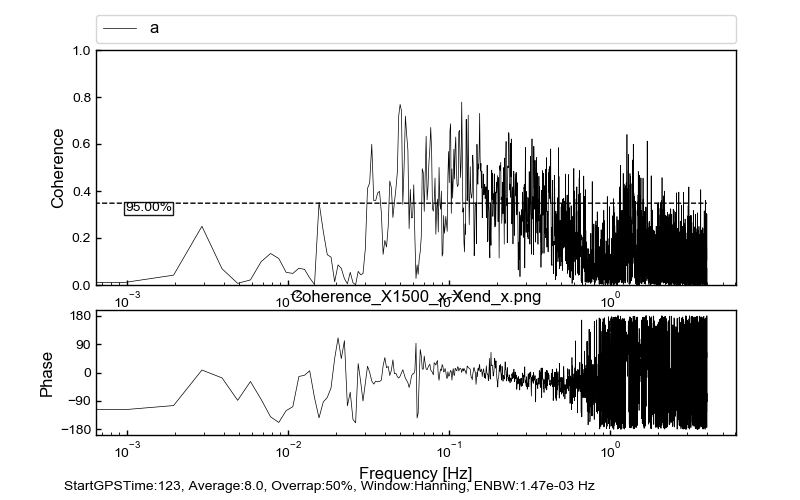 a
1.0
0.8
0.6
0.4
0.2
0.0
Coherence
95.00%
10⁻³ 10⁻² 10⁻¹ 10⁰
Coherence_X1500_x-Xend_x.png
180
90
0
−90
−180
Phase
10⁻³ 10⁻² 10⁻¹ 10⁰
Frequency [Hz]
StartGPSTime:123, Average:8.0, Overrap:50%, Window:Hanning, ENBW:1.47e-03 Hz